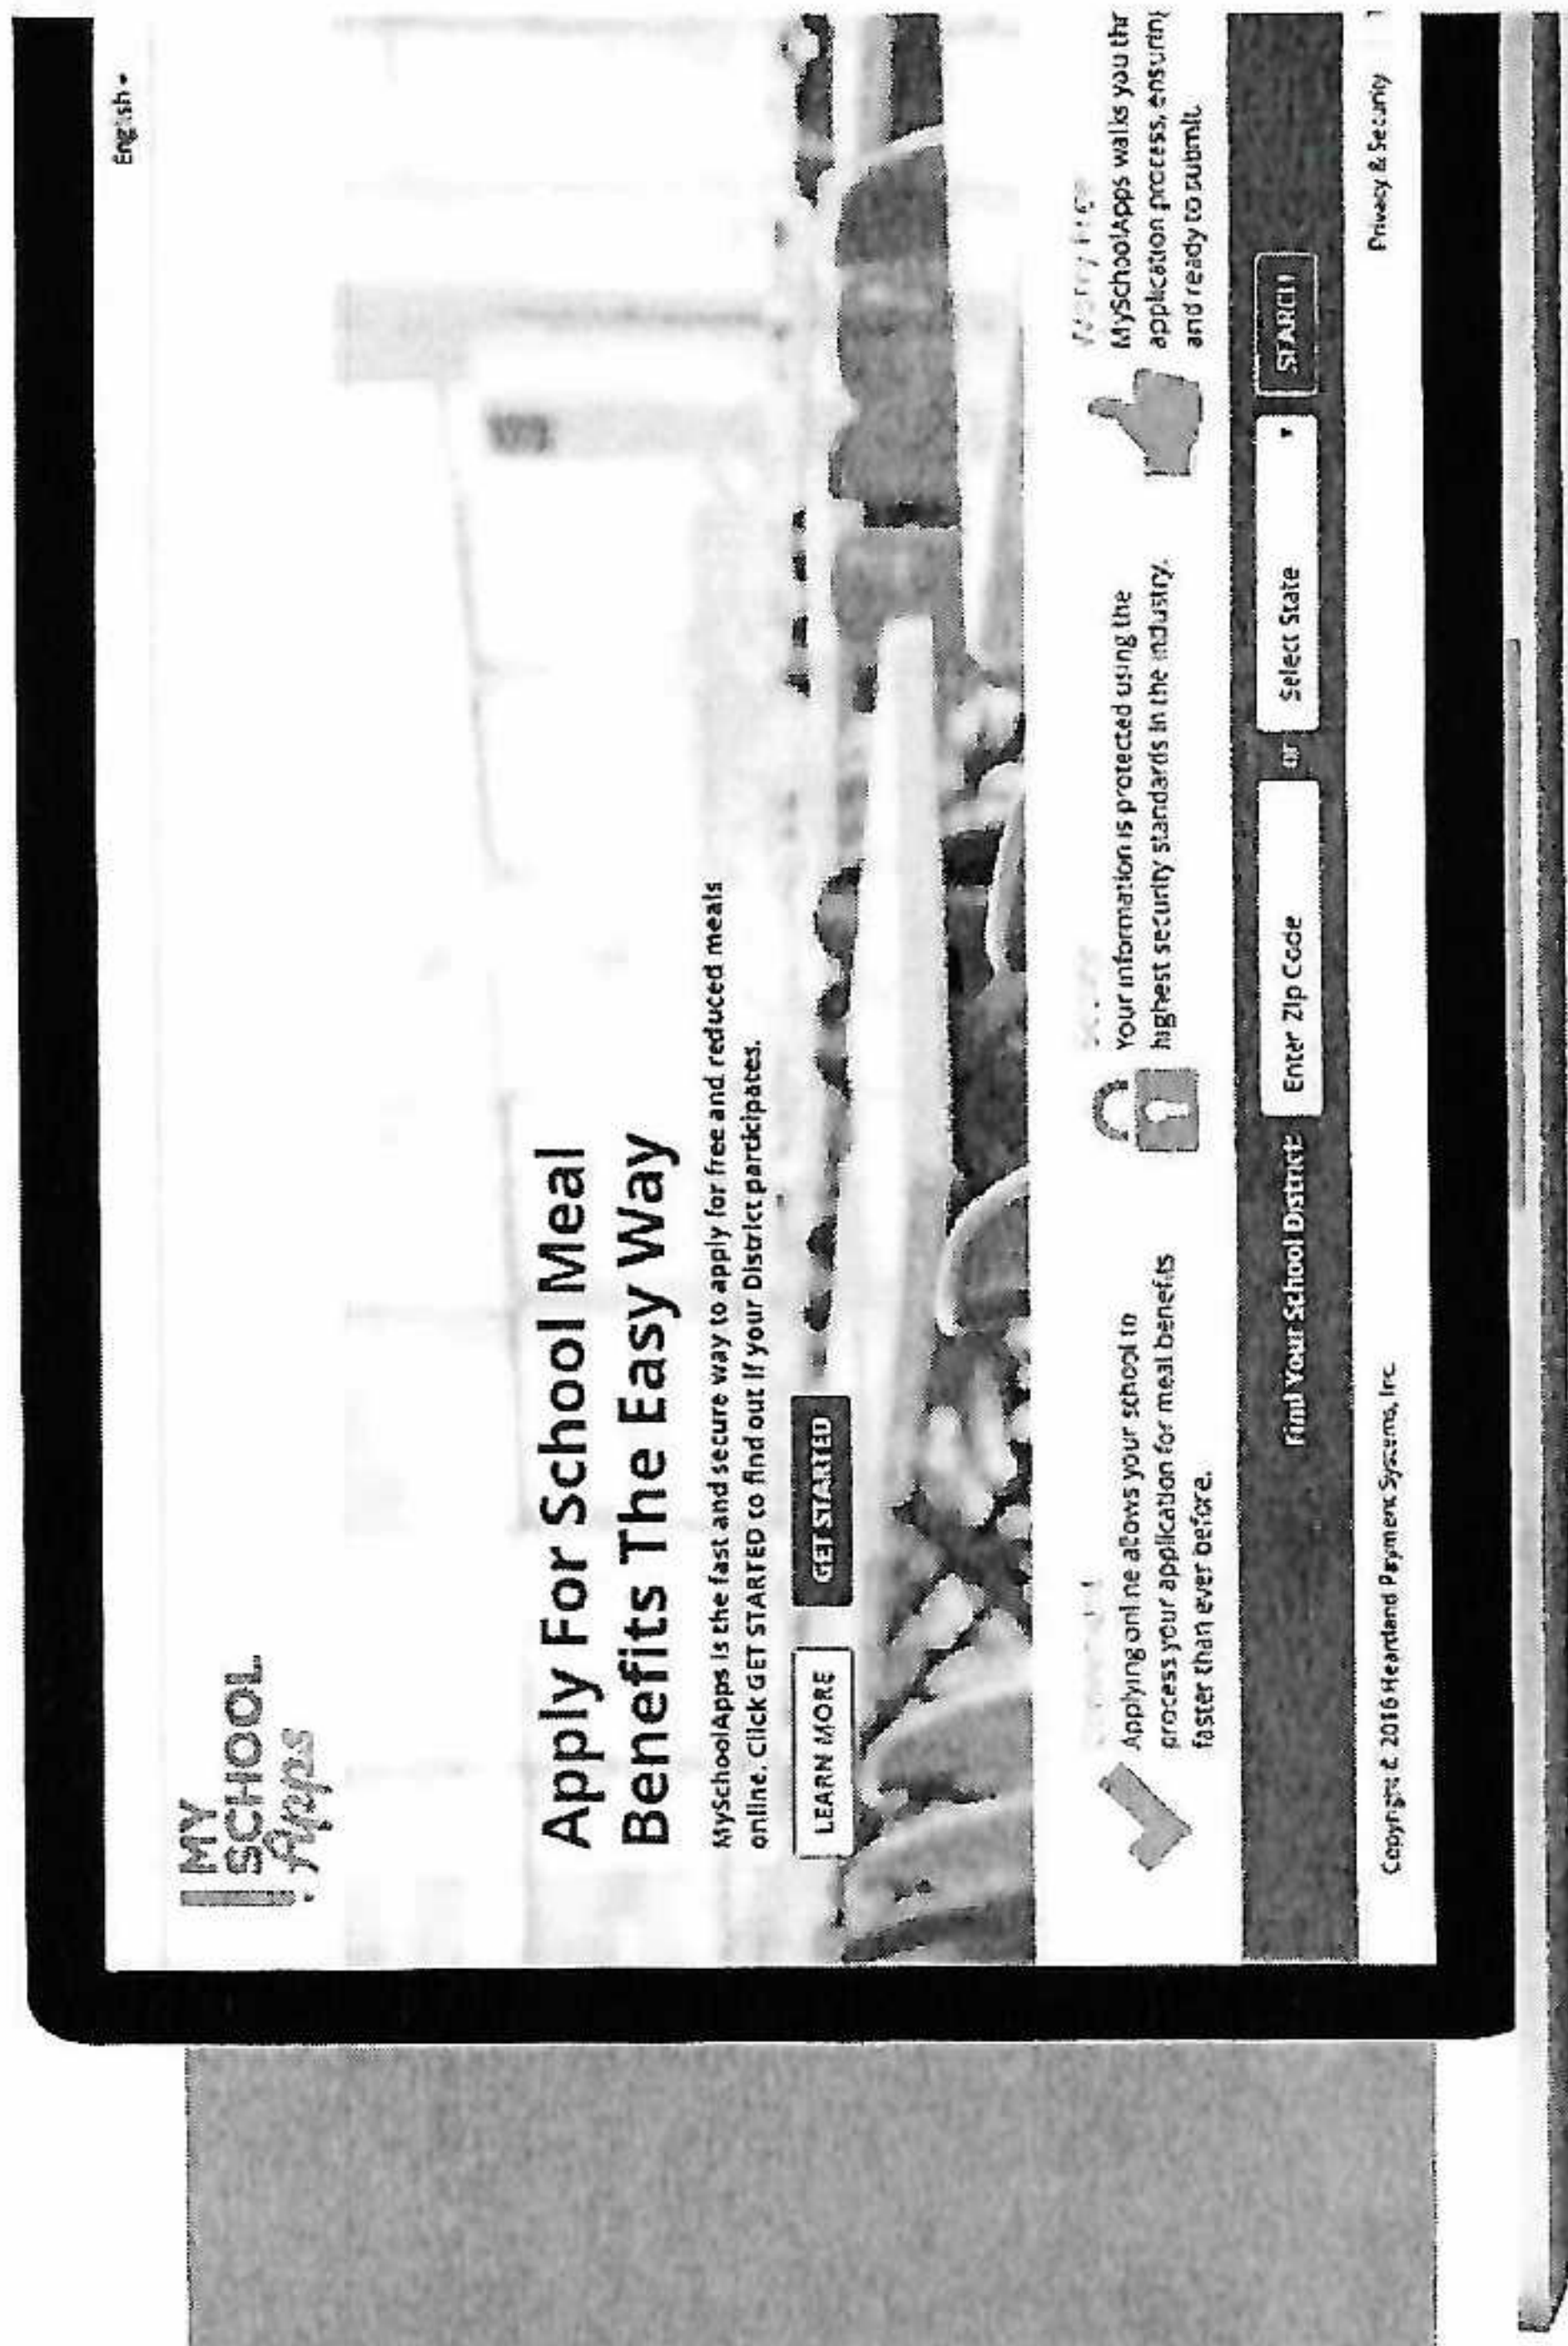 English
MY
SCHOOL
Apps
Apply For School Meal
Benefits The Easy Way
MySchoolApps is the fast and secure way to apply for free and reduced meals
online. Click GET STARTED to find out if your District participates.
LEARN MORE
GET STARTED
Applying online allows your school to
process your application for meal benefits
faster than ever before.
Your information is protected using the
highest security standards in the industry.
Worry Free
MySchoolApps walks you thr
application process, ensuring
and ready to submit.
Find Your School District:
Enter Zip Code
or
Select State
SEARCH
Copyright © 2016 Heartland Payment Systems, Inc.
Privacy & Security